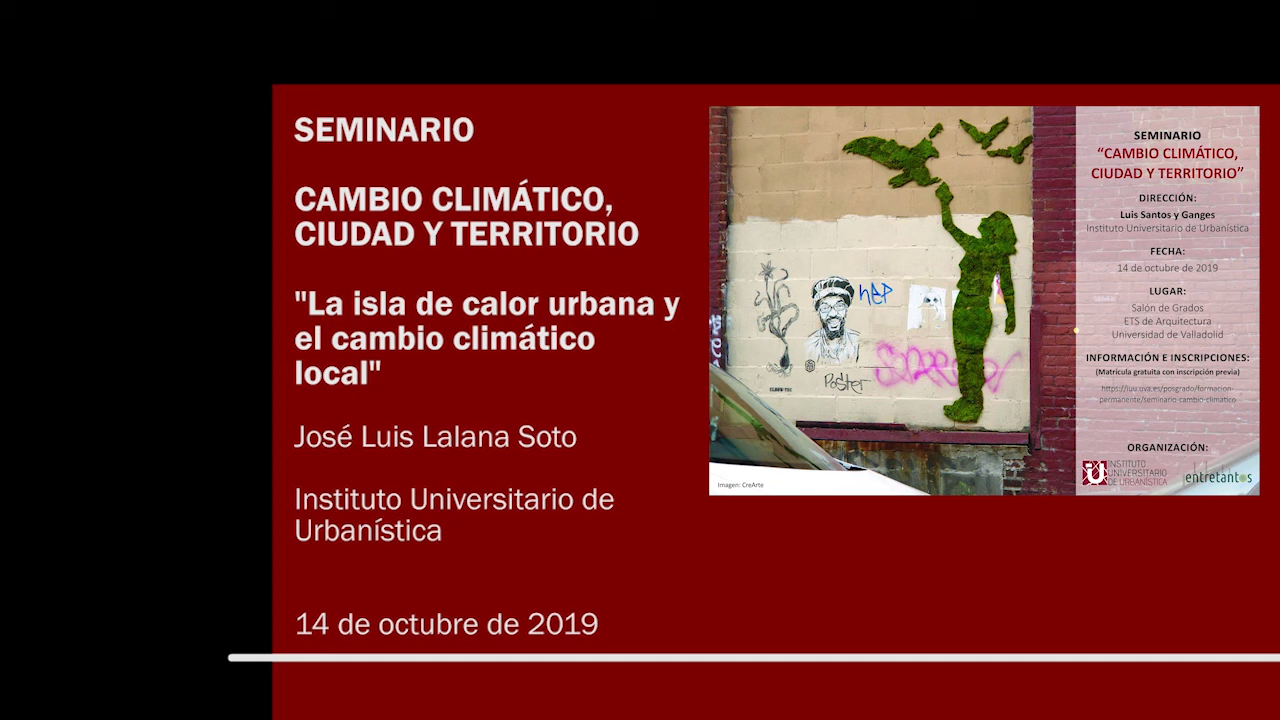 SEMINARIO
CAMBIO CLIMÁTICO,
CIUDAD Y TERRITORIO
"La isla de calor urbana y
el cambio climático
local"
José Luis Lalana Soto
Instituto Universitario de
Urbanística
14 de octubre de 2019
hEP
Poster
Imagen: CreArte
SEMINARIO
“CAMBIO CLIMÁTICO,
CIUDAD Y TERRITORIO”
DIRECCIÓN:
Luis Santos y Ganges
Instituto Universitario de Urbanística
FECHA:
14 de octubre de 2019
LUGAR:
Salón de Grados
ETS de Arquitectura
Universidad de Valladolid
INFORMACIÓN E INSCRIPCIONES:
(Matrícula gratuita con inscripción previa)
https://iuu.uva.es/posgrado/formacion-
permanente/seminario-cambio-climatico
ORGANIZACIÓN:
INSTITUTO
UNIVERSITARIO
DE URBANÍSTICA
entretantos